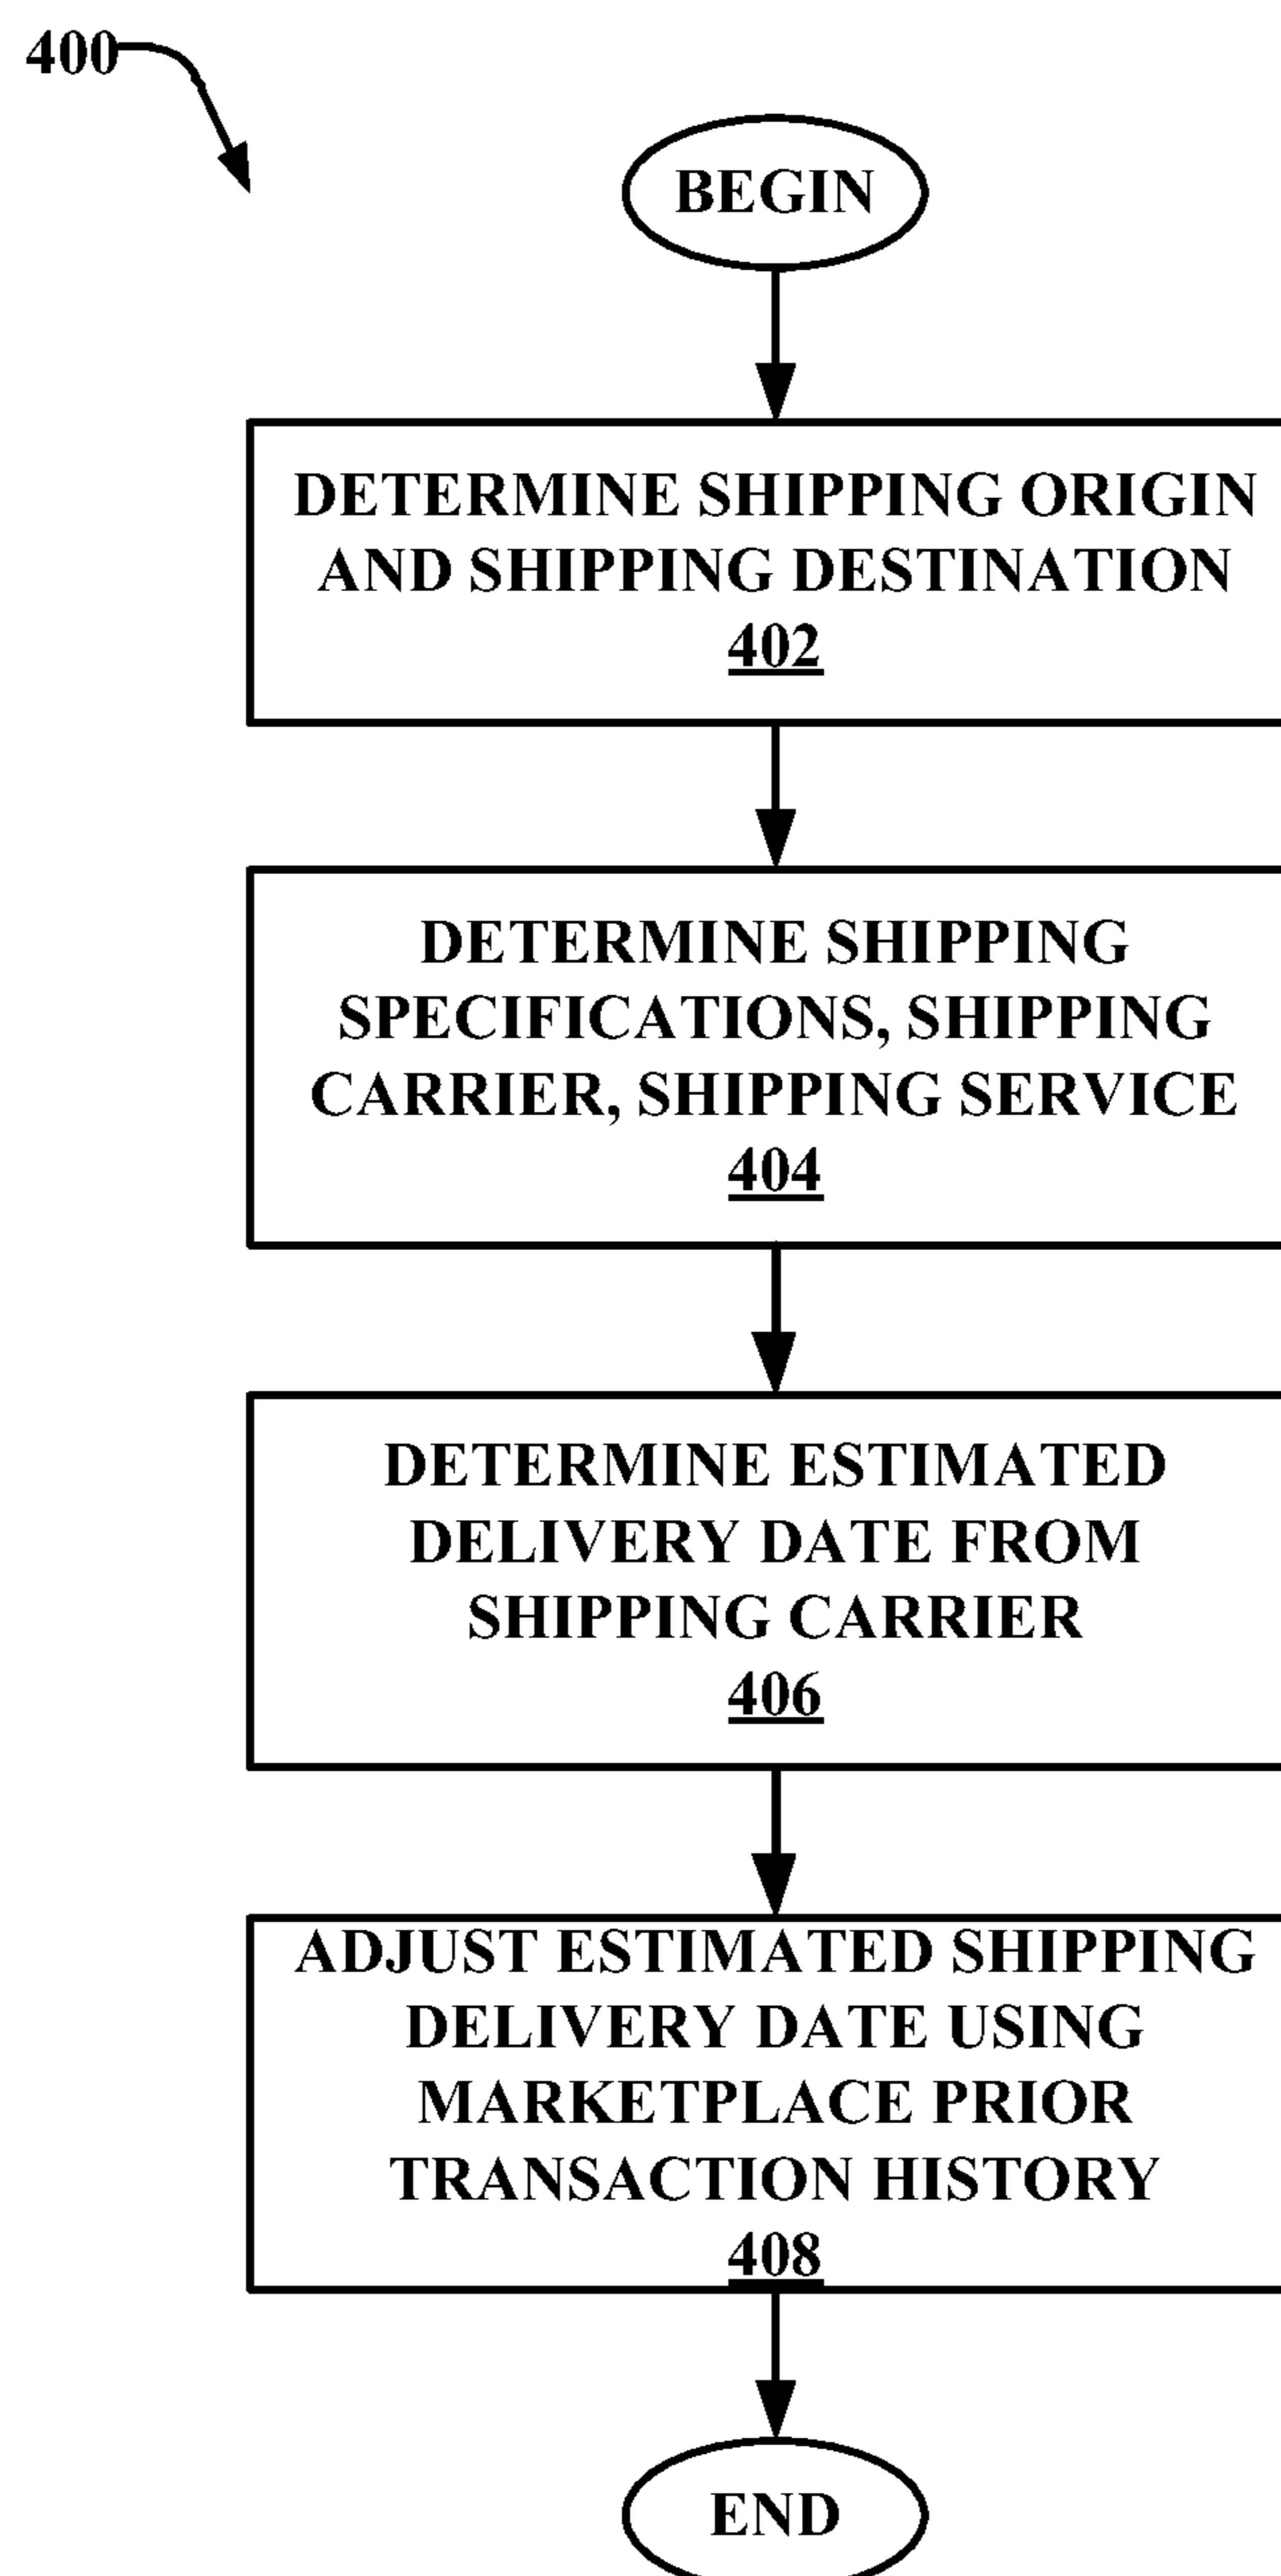 400
BEGIN
DETERMINE SHIPPING ORIGIN
AND SHIPPING DESTINATION
402
DETERMINE SHIPPING
SPECIFICATIONS, SHIPPING
CARRIER, SHIPPING SERVICE
404
DETERMINE ESTIMATED
DELIVERY DATE FROM
SHIPPING CARRIER
406
ADJUST ESTIMATED SHIPPING
DELIVERY DATE USING
MARKETPLACE PRIOR
TRANSACTION HISTORY
408
END